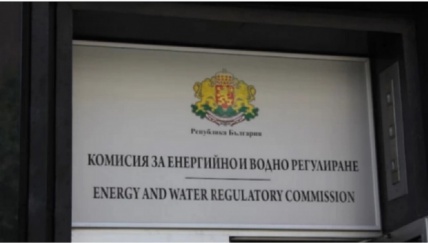 Република България
КОМИСИЯ ЗА ЕНЕРГИЙНО И ВОДНО РЕГУЛИРАНЕ
ENERGY AND WATER REGULATORY COMMISSION